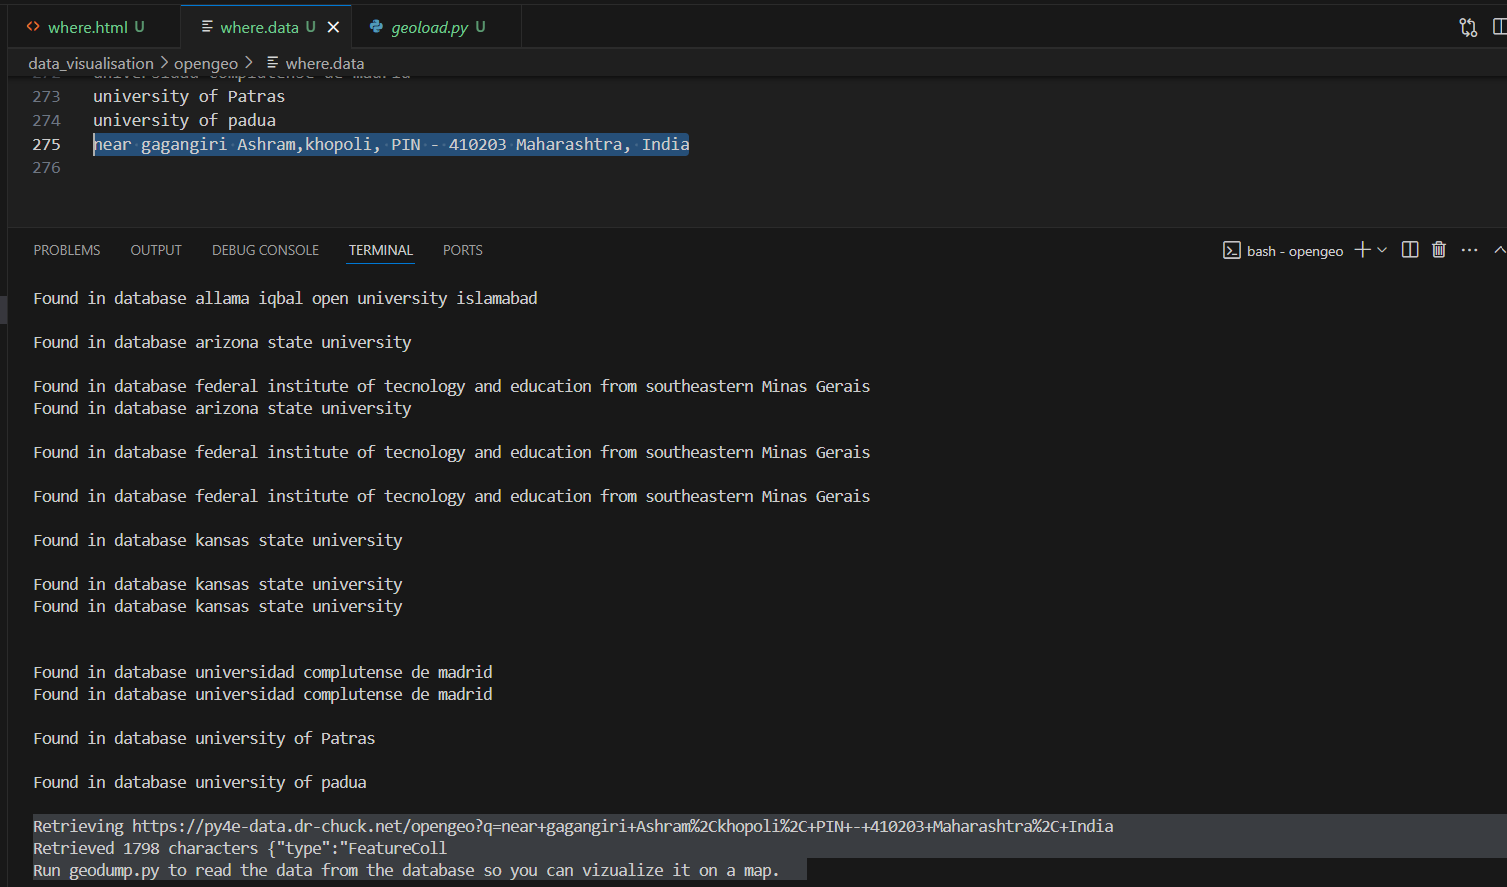 where.html U
where.data U
geoload.py U
data_visualisation > opengeo > where.data
272 universidad complutense de madrid
273 university of Patras
274 university of padua
275 near gagangiri Ashram,khopoli, PIN - 410203 Maharashtra, India
276
PROBLEMS OUTPUT DEBUG CONSOLE TERMINAL PORTS
bash - opengeo
Found in database allama iqbal open university islamabad
Found in database arizona state university
Found in database federal institute of tecnology and education from southeastern Minas Gerais
Found in database arizona state university
Found in database federal institute of tecnology and education from southeastern Minas Gerais
Found in database federal institute of tecnology and education from southeastern Minas Gerais
Found in database kansas state university
Found in database kansas state university
Found in database kansas state university
Found in database universidad complutense de madrid
Found in database universidad complutense de madrid
Found in database university of Patras
Found in database university of padua
Retrieving https://py4e-data.dr-chuck.net/opengeo?q=near+gagangiri+Ashram%2Ckhopoli%2C+PIN+-+410203+Maharashtra%2C+India
Retrieved 1798 characters {"type":"FeatureColl
Run geodump.py to read the data from the database so you can vizualize it on a map.